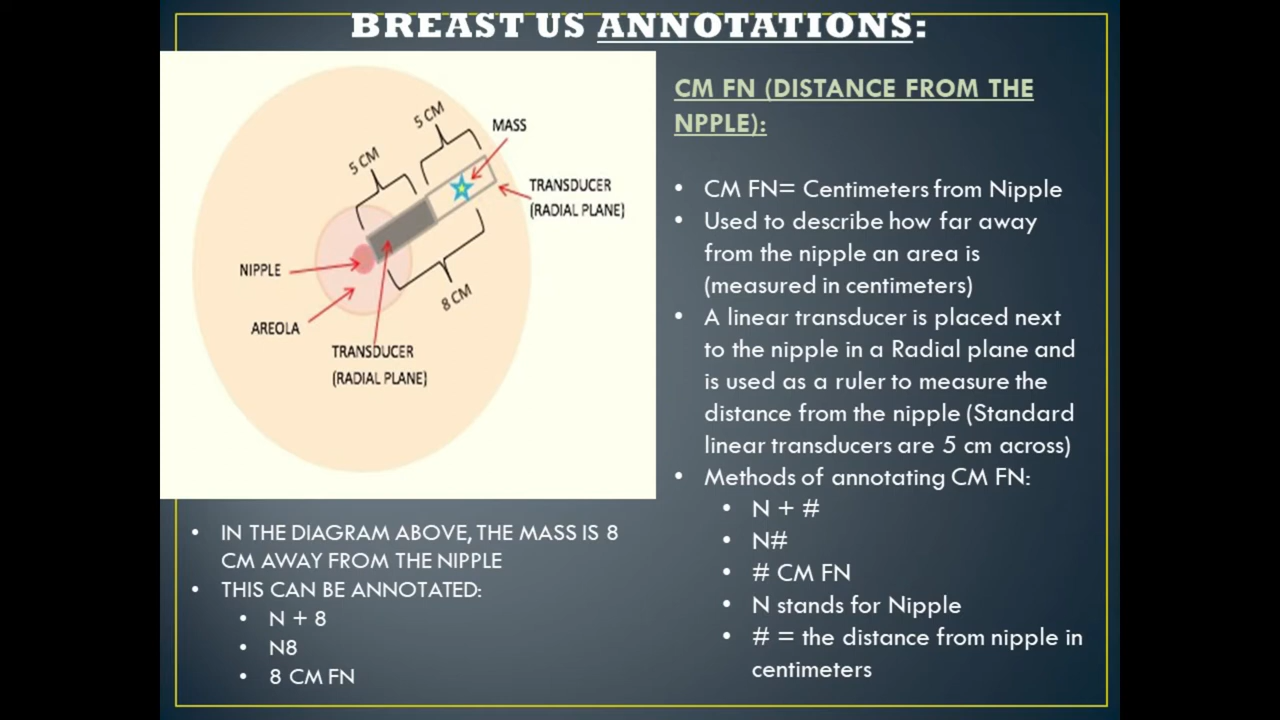 BREAST US ANNOTATIONS:
5 CM
MASS
5 CM
TRANSDUCER
(RADIAL PLANE)
NIPPLE
8 CM
AREOLA
TRANSDUCER
(RADIAL PLANE)
• IN THE DIAGRAM ABOVE, THE MASS IS 8
CM AWAY FROM THE NIPPLE
• THIS CAN BE ANNOTATED:
• N + 8
• N8
• 8 CM FN
CM FN (DISTANCE FROM THE
NPPLE):
• CM FN= Centimeters from Nipple
• Used to describe how far away
from the nipple an area is
(measured in centimeters)
• A linear transducer is placed next
to the nipple in a Radial plane and
is used as a ruler to measure the
distance from the nipple (Standard
linear transducers are 5 cm across)
• Methods of annotating CM FN:
• N + #
• N#
• # CM FN
• N stands for Nipple
• # = the distance from nipple in
centimeters